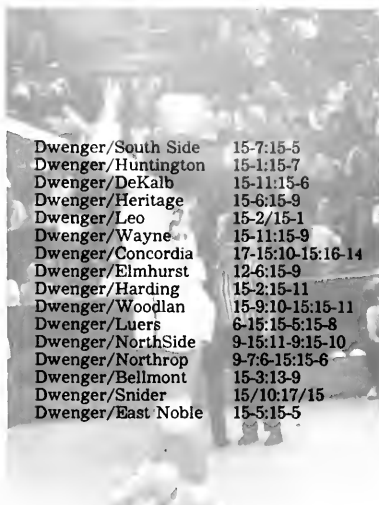 Dwenger/South Side 15-7:15-5
Dwenger/Huntington 15-1:15-7
Dwenger/DeKalb 15-11:15-6
Dwenger/Heritage 15-6:15-9
Dwenger/Leo 15-2/15-1
Dwenger/Wayne 15-11:15-9
Dwenger/Concordia 17-15:10-15:16-14
Dwenger/Elmhurst 12-6:15-9
Dwenger/Harding 15-2:15-11
Dwenger/Woodlan 15-9:10-15:15-11
Dwenger/Luers 6-15:15-5:15-8
Dwenger/NorthSide 9-15:11-9:15-10
Dwenger/Northrop 9-7:6-15:15-6
Dwenger/Bellmont 15-3:13-9
Dwenger/Snider 15/10:17/15
Dwenger/East Noble 15-5:15-5